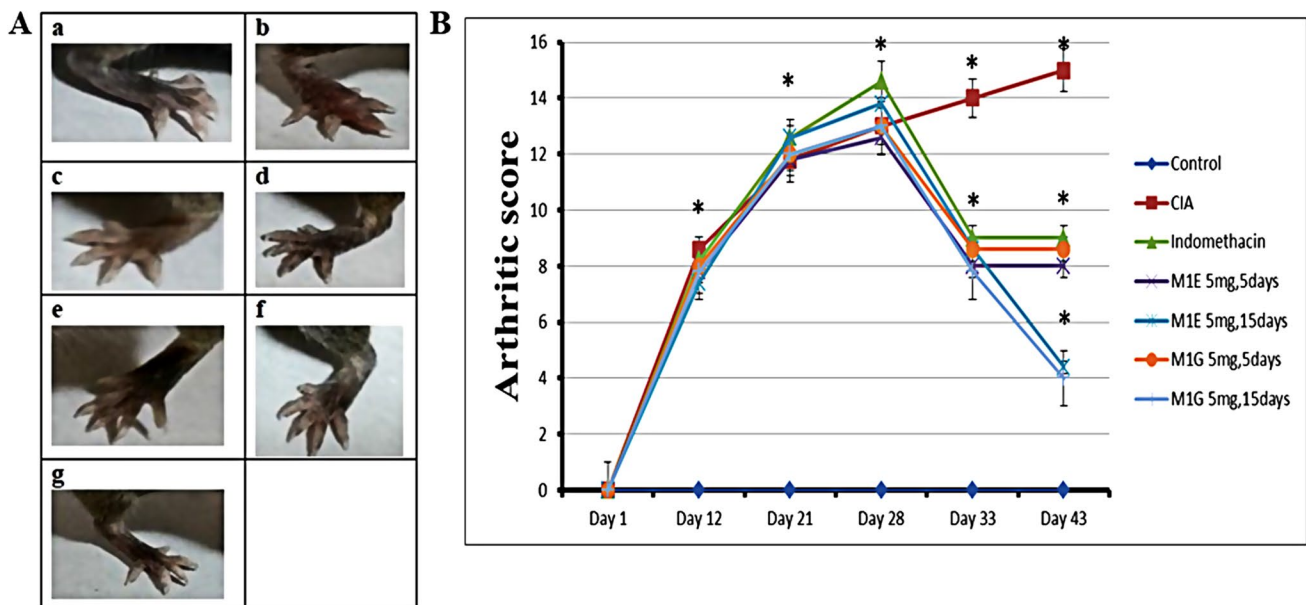 A
a
b
c
d
e
f
g
B
Arthritic score
16
14
12
10
8
6
4
2
0
* * * * * * * *
Day 1 Day 12 Day 21 Day 28 Day 33 Day 43
Control
CIA
Indomethacin
M1E 5mg,5days
M1E 5mg,15days
M1G 5mg,5days
M1G 5mg,15days